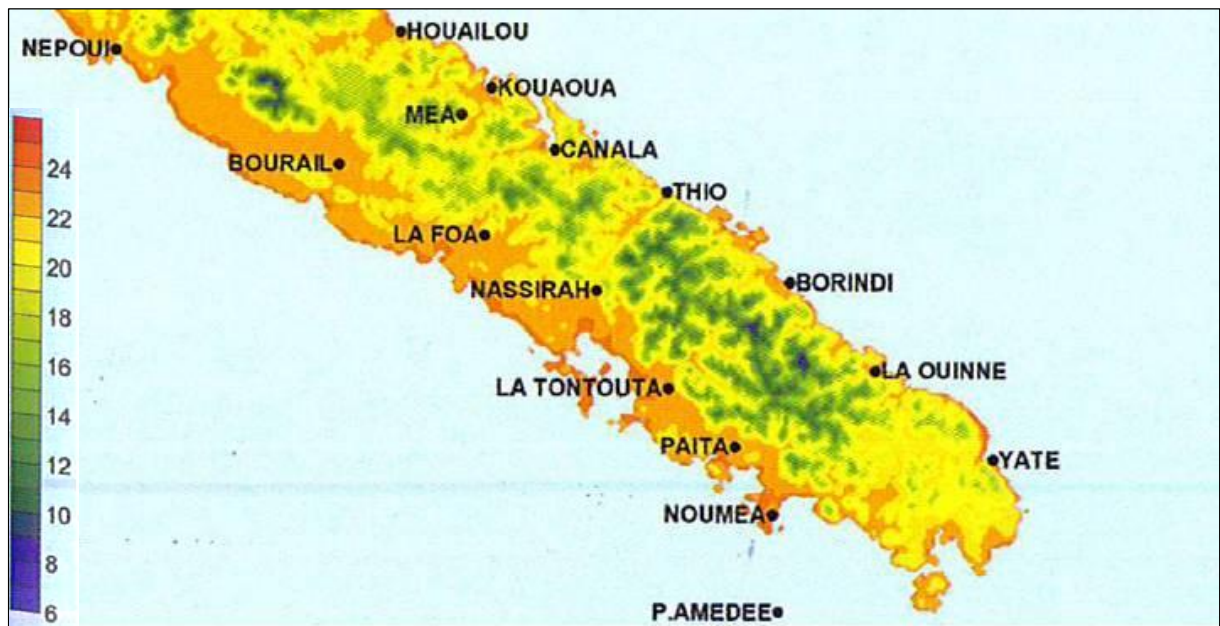 HOUAILOU
NEPOUI
KOUAOUA
MEA
CANALA
BOURAIL
THIO
LA FOA
BORINDI
NASSIRAH
LA OUINNE
LA TONTOUTA
PAITA
YATE
NOUMEA
P.AMEDEE
24
22
20
18
16
14
12
10
8
6